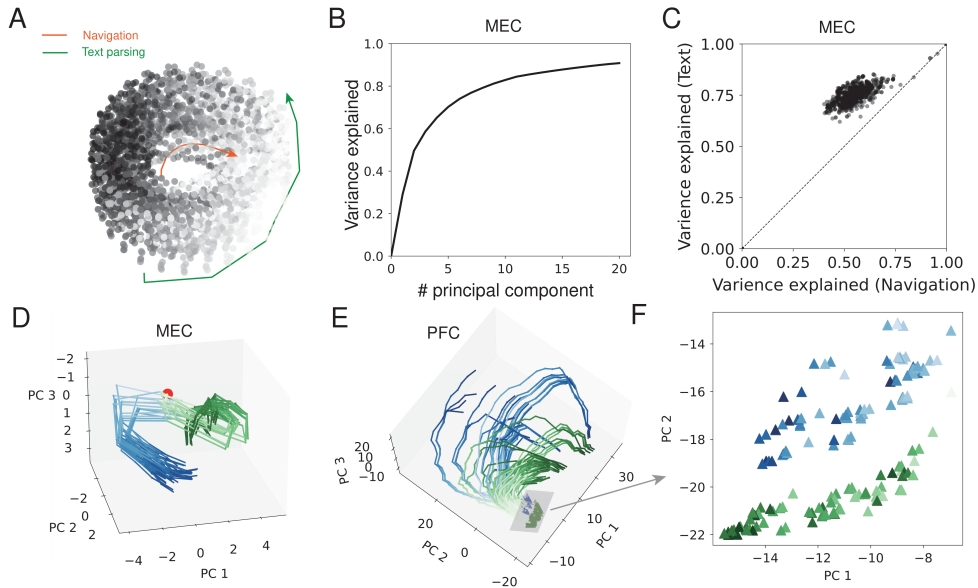 A
Navigation
Text parsing
B
MEC
Variance explained
1.0
0.8
0.6
0.4
0.2
0.0
0
5
10
15
20
# principal component
C
MEC
Varience explained (Text)
1.00
0.75
0.50
0.25
0.00
0.00
0.25
0.50
0.75
1.00
Varience explained (Navigation)
D
MEC
PC 3
−2
−1
0
1
2
3
PC 2
−2
0
2
−4
−2
0
2
4
PC 1
E
PFC
PC 3
20
10
0
−10
20
0
−20
PC 2
30
10
−10
PC 1
F
PC 2
−14
−16
−18
−20
−22
−14
−12
−10
−8
PC 1